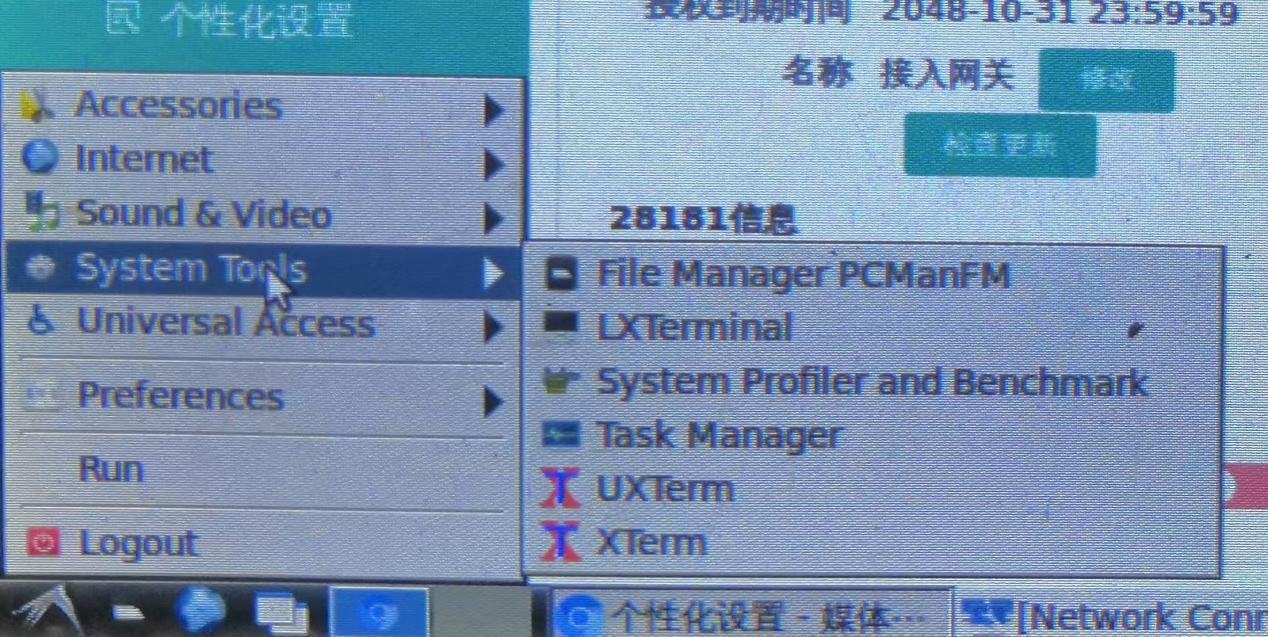 个性化设置
授权到期时间 2048-10-31 23:59:59
名称 接入网关 修改
检查更新
28181信息
Accessories
Internet
Sound & Video
System Tools
Universal Access
Preferences
Run
Logout
File Manager PCManFM
LXTerminal
System Profiler and Benchmark
Task Manager
UXTerm
XTerm
个性化设置 - 媒体…
[Network Conn